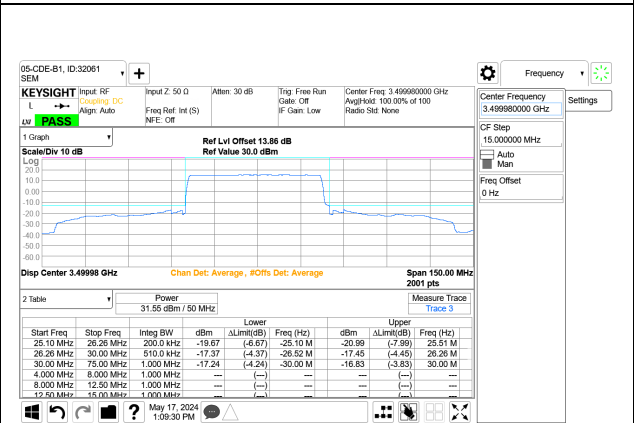 05-CDE-B1, ID:32061
SEM
Frequency
KEYSIGHT Input: RF Input Z: 50 Ω Atten: 30 dB Trig: Free Run Center Freq: 3.499980000 GHz
Coupling: DC Gate: Off Avg|Hold: 100.00% of 100
L Align: Auto Freq Ref: Int (S) IF Gain: Low Radio Std: None
PASS NFE: Off
Center Frequency
3.499980000 GHz
Settings
CF Step
15.000000 MHz
Auto
Man
Freq Offset
0 Hz
1 Graph
Ref Lvl Offset 13.86 dB
Scale/Div 10 dB Ref Value 30.0 dBm
Log
20.0
10.0
0.00
-10.0
-20.0
-30.0
-40.0
-50.0
-60.0
Disp Center 3.49998 GHz Chan Det: Average, #Offs Det: Average Span 150.00 MHz
2001 pts
2 Table
Power
31.55 dBm / 50 MHz
Measure Trace
Trace 3
Lower Upper
Start Freq Stop Freq Integ BW dBm ΔLimit(dB) Freq (Hz) dBm ΔLimit(dB) Freq (Hz)
25.10 MHz 26.26 MHz 200.0 kHz -19.67 (-6.67) -25.10 M -20.99 (-7.99) 25.51 M
26.26 MHz 30.00 MHz 510.0 kHz -17.37 (-4.37) -26.52 M -17.45 (-4.45) 26.26 M
30.00 MHz 75.00 MHz 1.000 MHz -17.24 (-4.24) -30.00 M -16.83 (-3.83) 30.00 M
4.000 MHz 8.000 MHz 1.000 MHz --- (---) --- --- (---) ---
8.000 MHz 12.50 MHz 1.000 MHz --- (---) --- --- (---) ---
12.50 MHz 15.00 MHz 1.000 MHz --- (---) --- --- (---) ---
May 17, 2024
1:09:30 PM